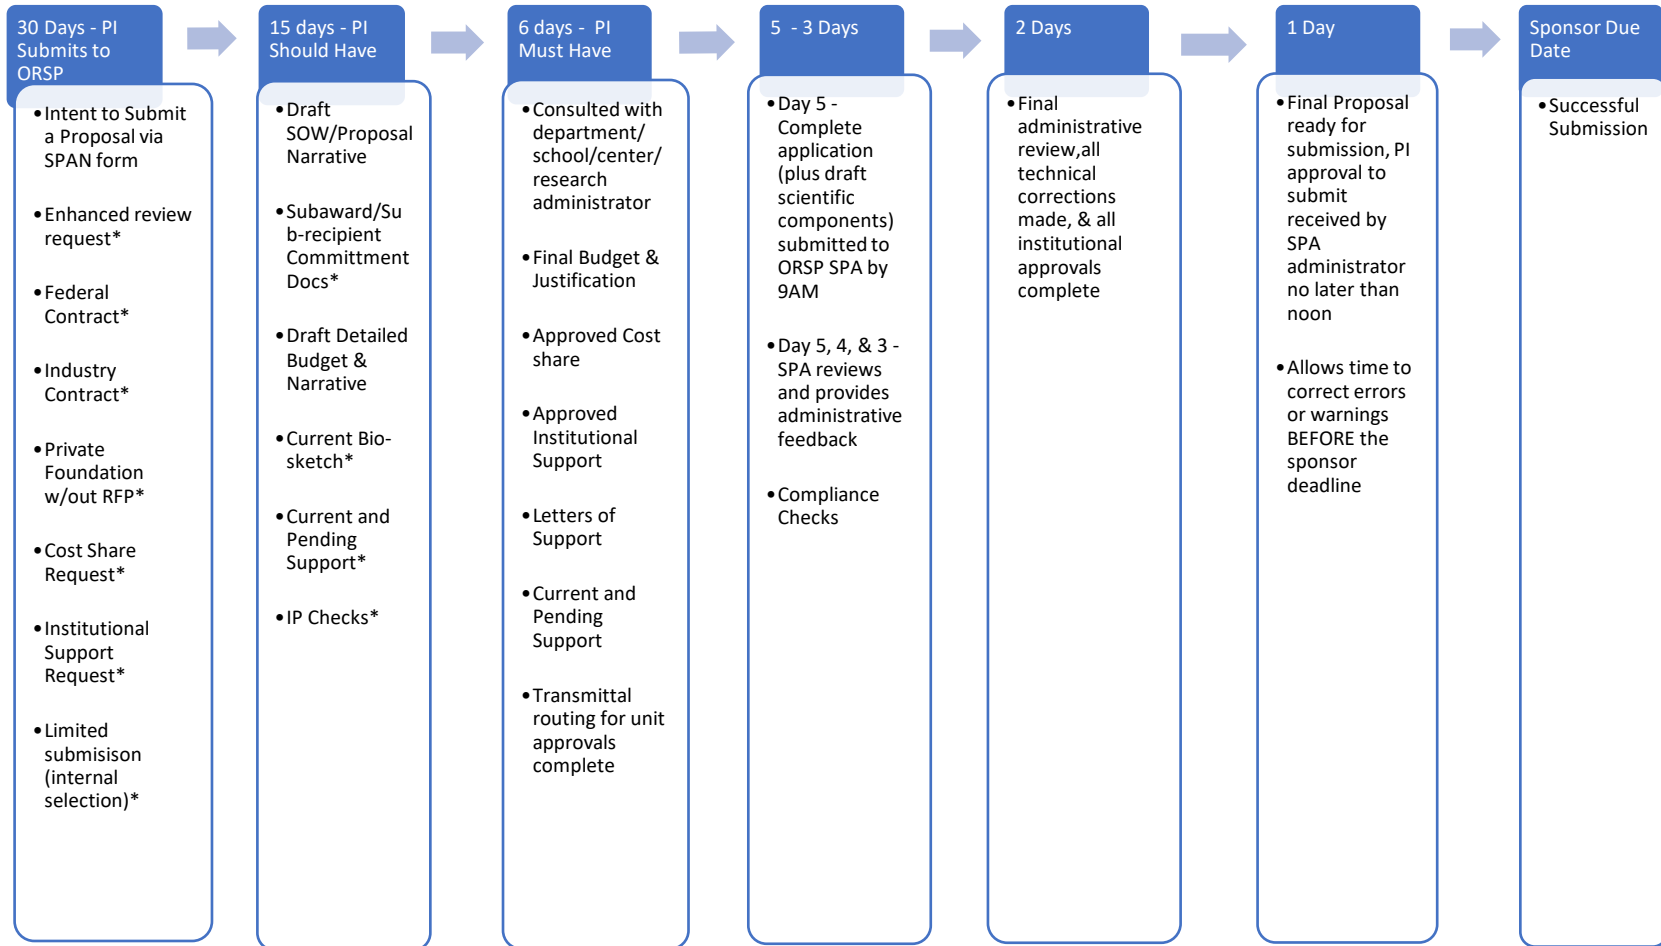 30 Days - PI
Submits to
ORSP
•Intent to Submit
a Proposal via
SPAN form
•Enhanced review
request*
•Federal
Contract*
•Industry
Contract*
•Private
Foundation
w/out RFP*
•Cost Share
Request*
•Institutional
Support
Request*
•Limited
submisison
(internal
selection)*
15 days - PI
Should Have
•Draft
SOW/Proposal
Narrative
•Subaward/Su
b-recipient
Committment
Docs*
•Draft Detailed
Budget &
Narrative
•Current Bio-
sketch*
•Current and
Pending
Support*
•IP Checks*
6 days - PI
Must Have
•Consulted with
department/
school/center/
research
administrator
•Final Budget &
Justification
•Approved Cost
share
•Approved
Institutional
Support
•Letters of
Support
•Current and
Pending
Support
•Transmittal
routing for unit
approvals
complete
5 - 3 Days
•Day 5 -
Complete
application
(plus draft
scientific
components)
submitted to
ORSP SPA by
9AM
•Day 5, 4, & 3 -
SPA reviews
and provides
administrative
feedback
•Compliance
Checks
2 Days
•Final
administrative
review,all
technical
corrections
made, & all
institutional
approvals
complete
1 Day
•Final Proposal
ready for
submission, PI
approval to
submit
received by
SPA
administrator
no later than
noon
•Allows time to
correct errors
or warnings
BEFORE the
sponsor
deadline
Sponsor Due
Date
•Successful
Submission